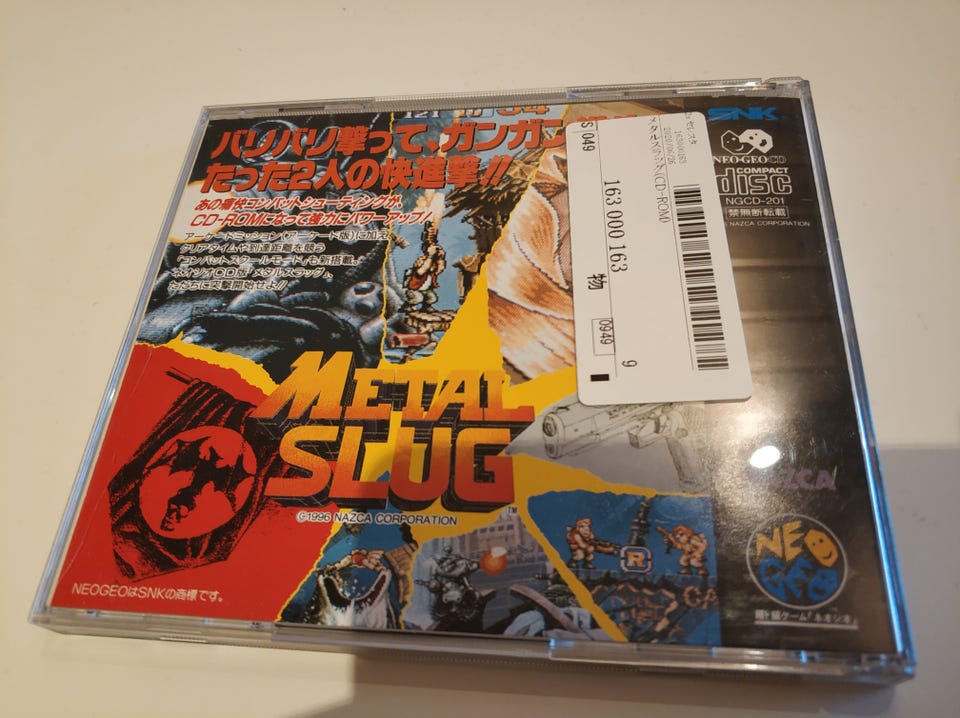 バリバリ撃って、ガンガン
たった2人の快進撃!!
あの痛快コンバットシューティングが、
CD-ROMになって強力にパワーアップ!
アーケードミッション(アーケード版)に加え、
クリアタイムや到達距離を競う
「コンバットスクールモード」も新搭載。
ネオジオCD版「メタルスラッグ」、
ただちに突撃開始せよ!!
METAL
SLUG
TM
©1996 NAZCA CORPORATION
NEOGEOはSNKの商標です。
R
S 049
163 000 163
物
0949
9
メタルスラッグ(CD-ROM)
2020/06/26
163000163
SNK
NEO·GEO CD
COMPACT
disc
NGCD-201
禁無断転載
NAZCA CORPORATION
NAZCA
NEO
GEO